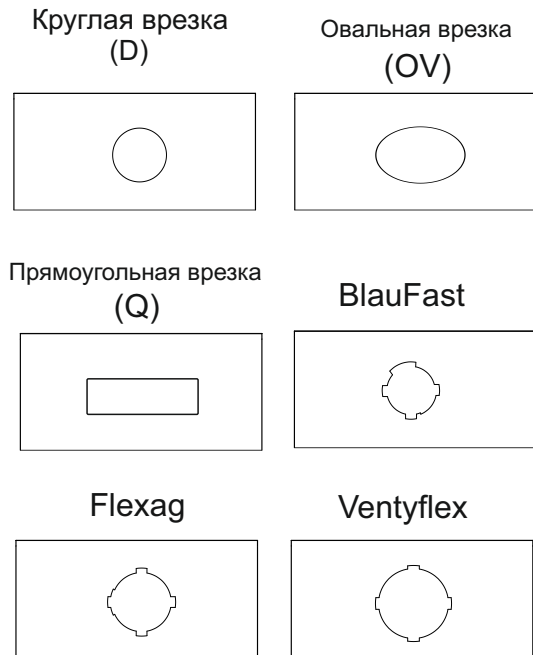 Круглая врезка
(D)
Овальная врезка
(OV)
Прямоугольная врезка
(Q)
BlauFast
Flexag
Ventyflex